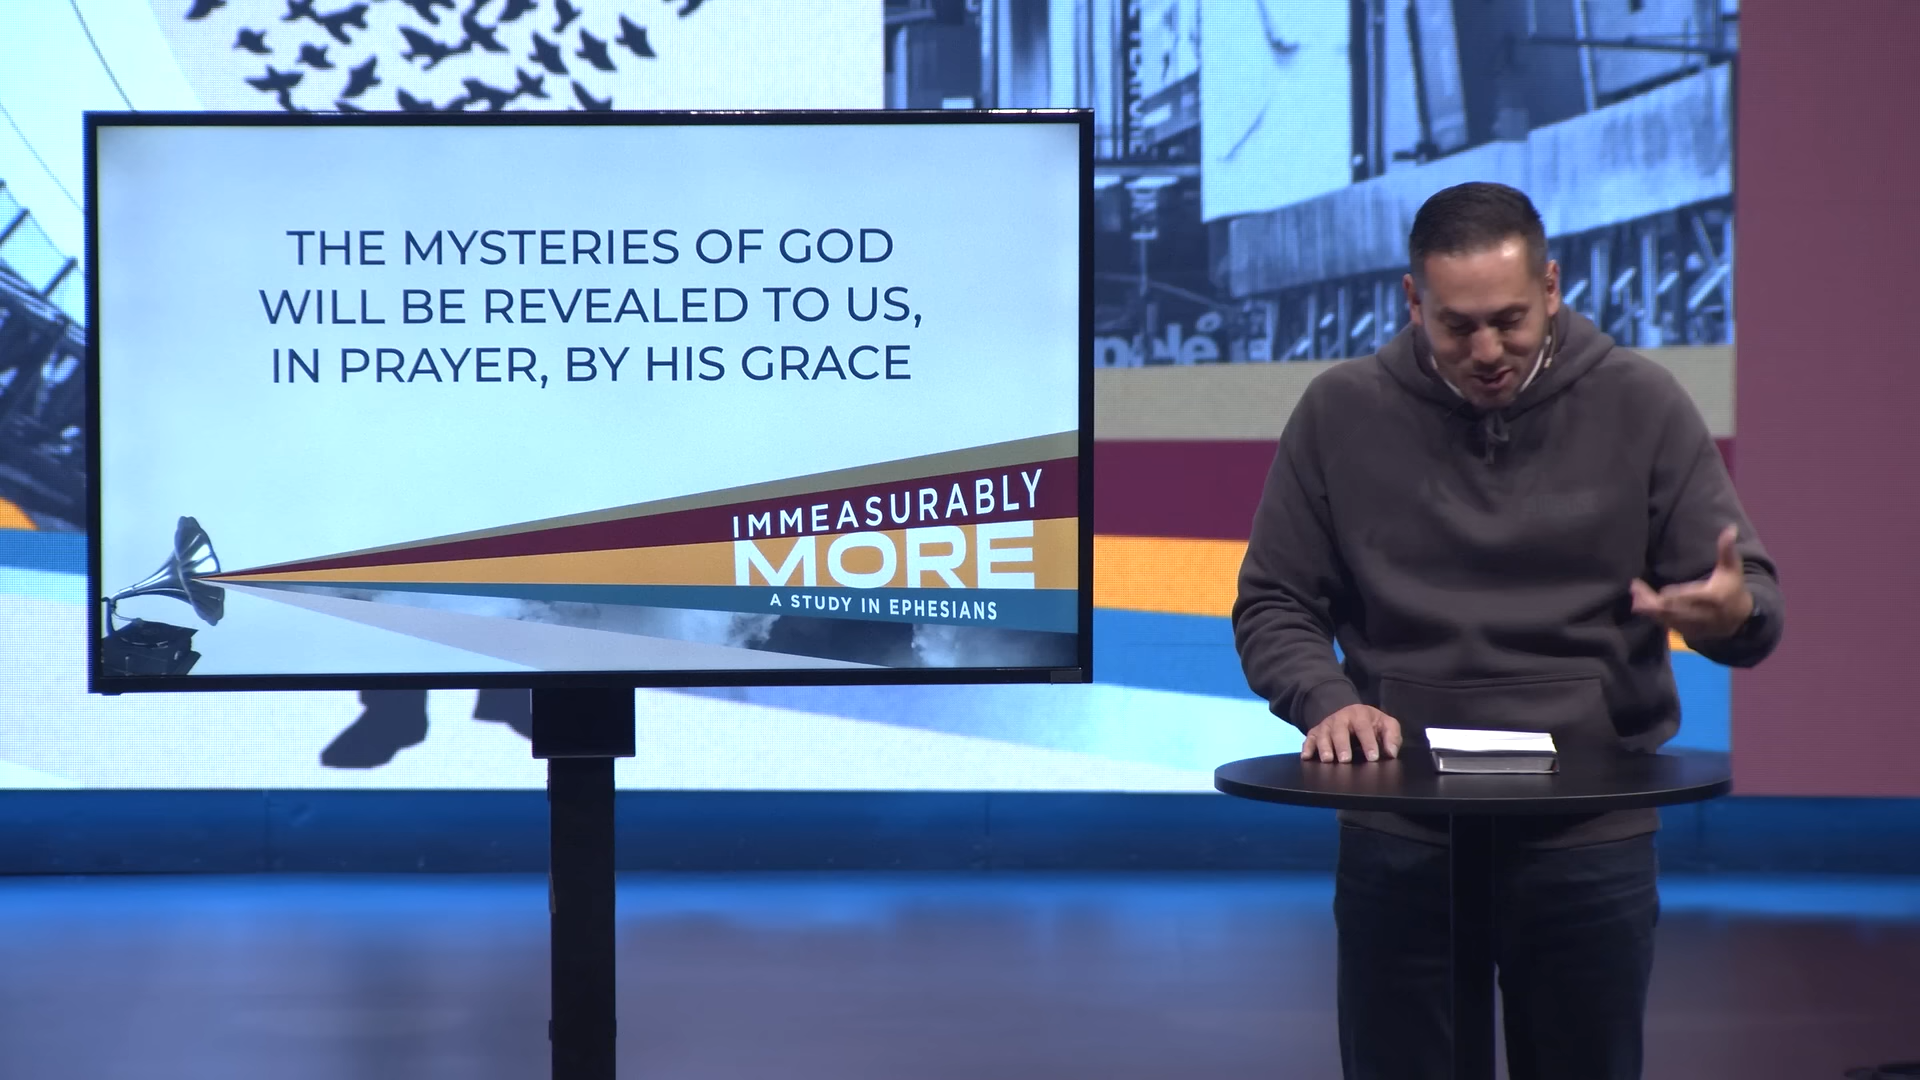 THE MYSTERIES OF GOD
WILL BE REVEALED TO US,
IN PRAYER, BY HIS GRACE
IMMEASURABLY
MORE
A STUDY IN EPHESIANS